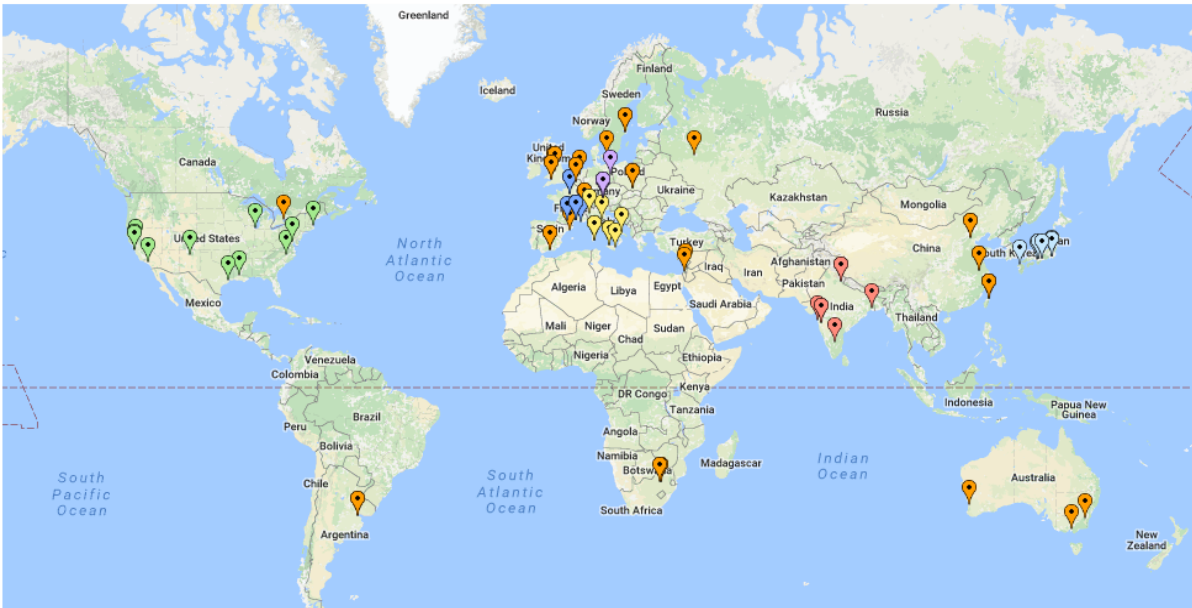 Greenland
Finland
Iceland
Sweden
Russia
Norway
United
Kingdom
Canada
Poland
Ukraine
Kazakhstan
Mongolia
Spain
United States
North
Atlantic
Ocean
Turkey
China
South Korea
Afghanistan
Iraq
Iran
Pakistan
Algeria
Libya
Egypt
Saudi Arabia
India
Mexico
Mali
Niger
Sudan
Thailand
Chad
Nigeria
Ethiopia
Venezuela
Colombia
Kenya
DR Congo
Indonesia
Papua New
Guinea
Tanzania
Brazil
Peru
Angola
Bolivia
Namibia
Botswana
Madagascar
Indian
Ocean
South
Pacific
Ocean
South
Atlantic
Ocean
Chile
Australia
South Africa
Argentina
New
Zealand